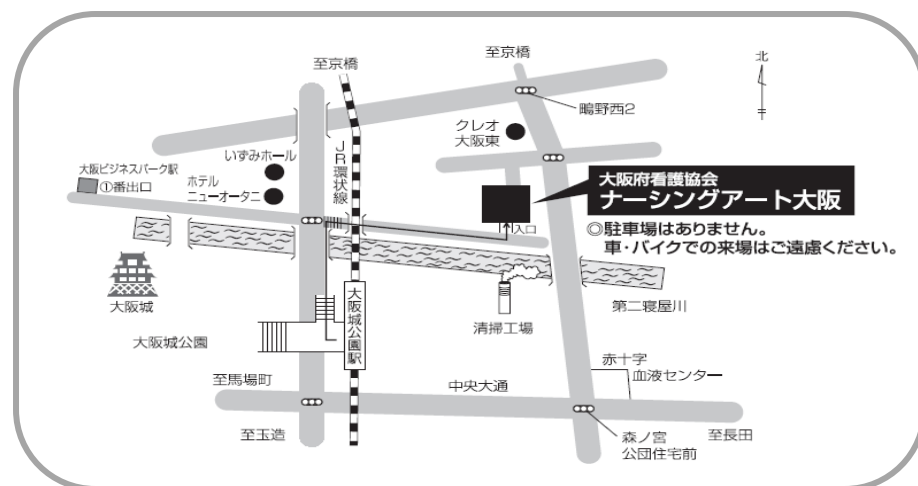 至京橋
至京橋
北
鴫野西2
クレオ
大阪東
いずみホール
JR環状線
大阪ビジネスパーク駅
①番出口
ホテル
ニューオータニ
大阪府看護協会
ナーシングアート大阪
入口
◎駐車場はありません。
車・バイクでの来場はご遠慮ください。
大阪城
大阪城公園駅
清掃工場
第二寝屋川
大阪城公園
赤十字
血液センター
至馬場町
中央大通
至玉造
森ノ宮
公団住宅前
至長田